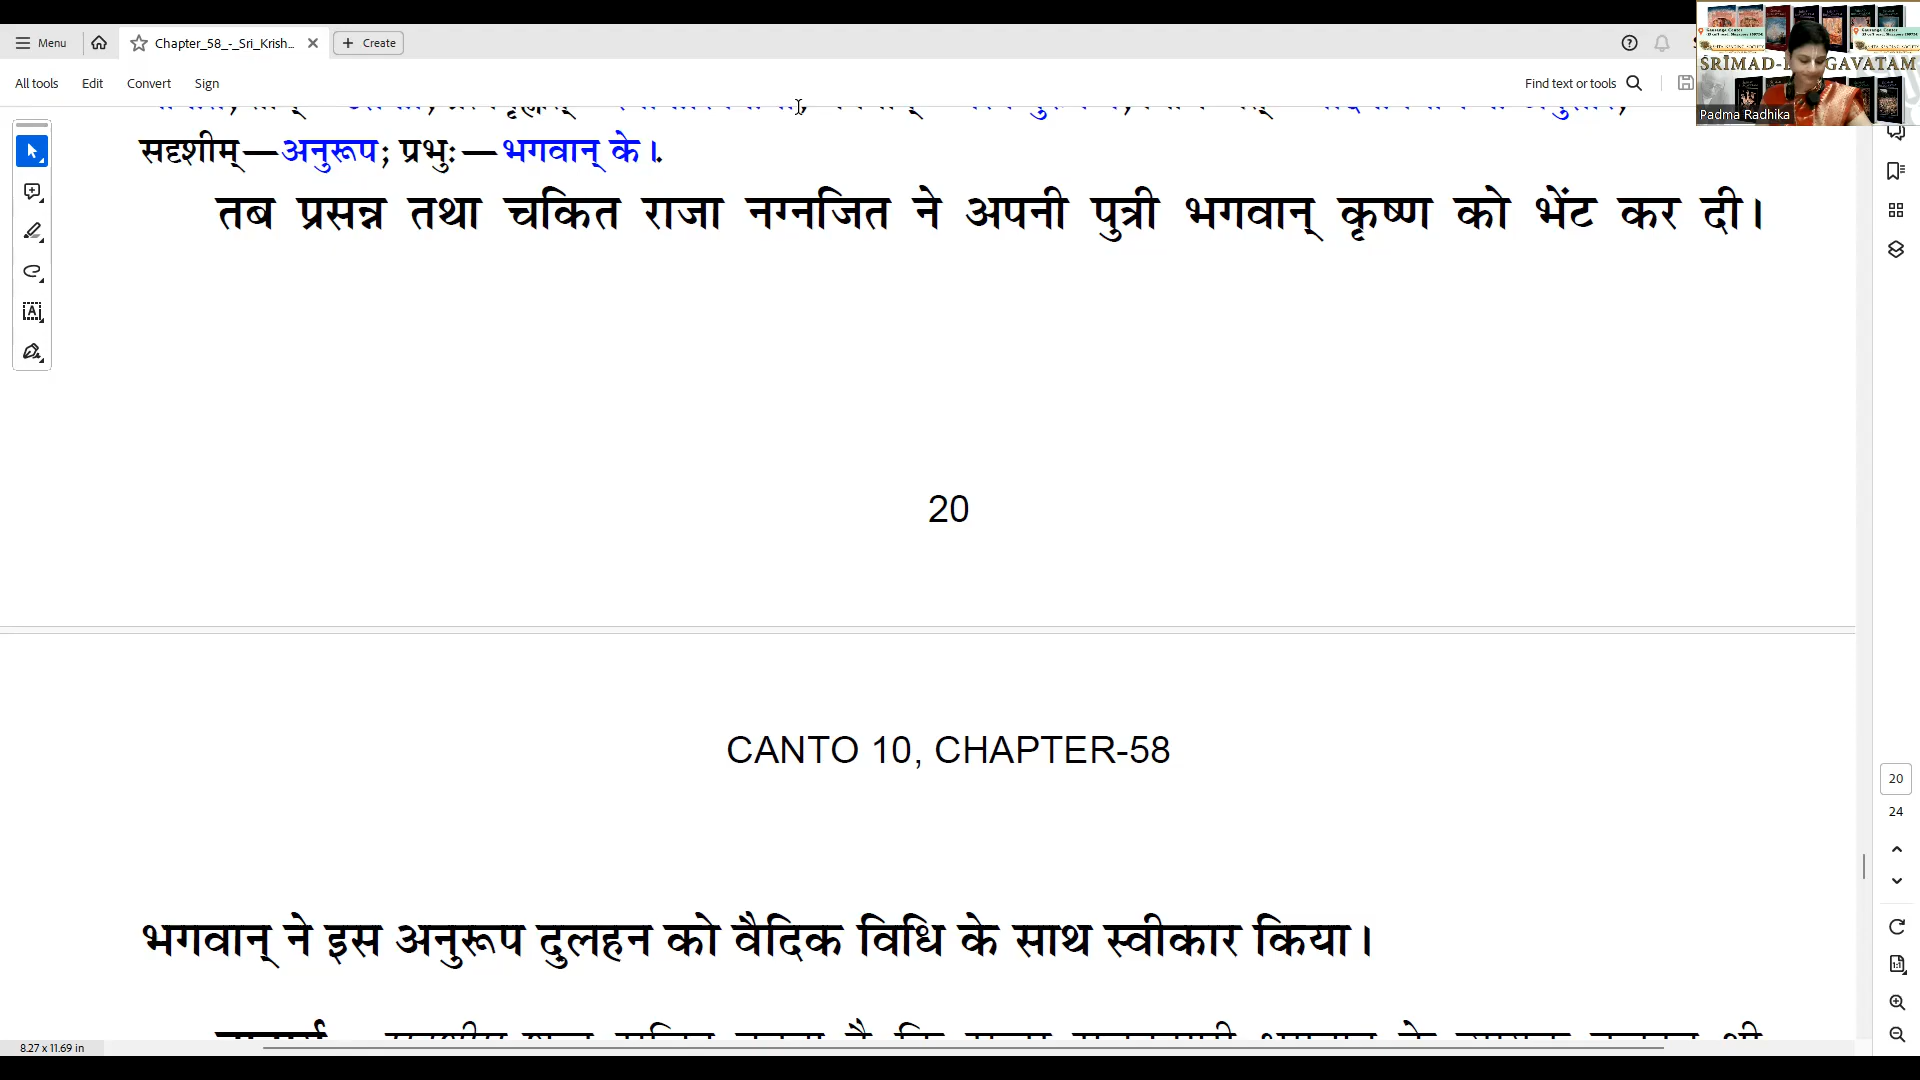 Menu
Chapter_58_-_Sri_Krish...
Create
All tools
Edit
Convert
Sign
Find text or tools
ŚRĪMAD-
GAVATAM
Padma Radhika
सदृशीम्—अनुरूप; प्रभुः—भगवान् के।.
तब प्रसन्न तथा चकित राजा नग्नजित ने अपनी पुत्री भगवान् कृष्ण को भेंट कर दी।
20
CANTO 10, CHAPTER-58
भगवान् ने इस अनुरूप दुलहन को वैदिक विधि के साथ स्वीकार किया।
20
24
8.27 x 11.69 in